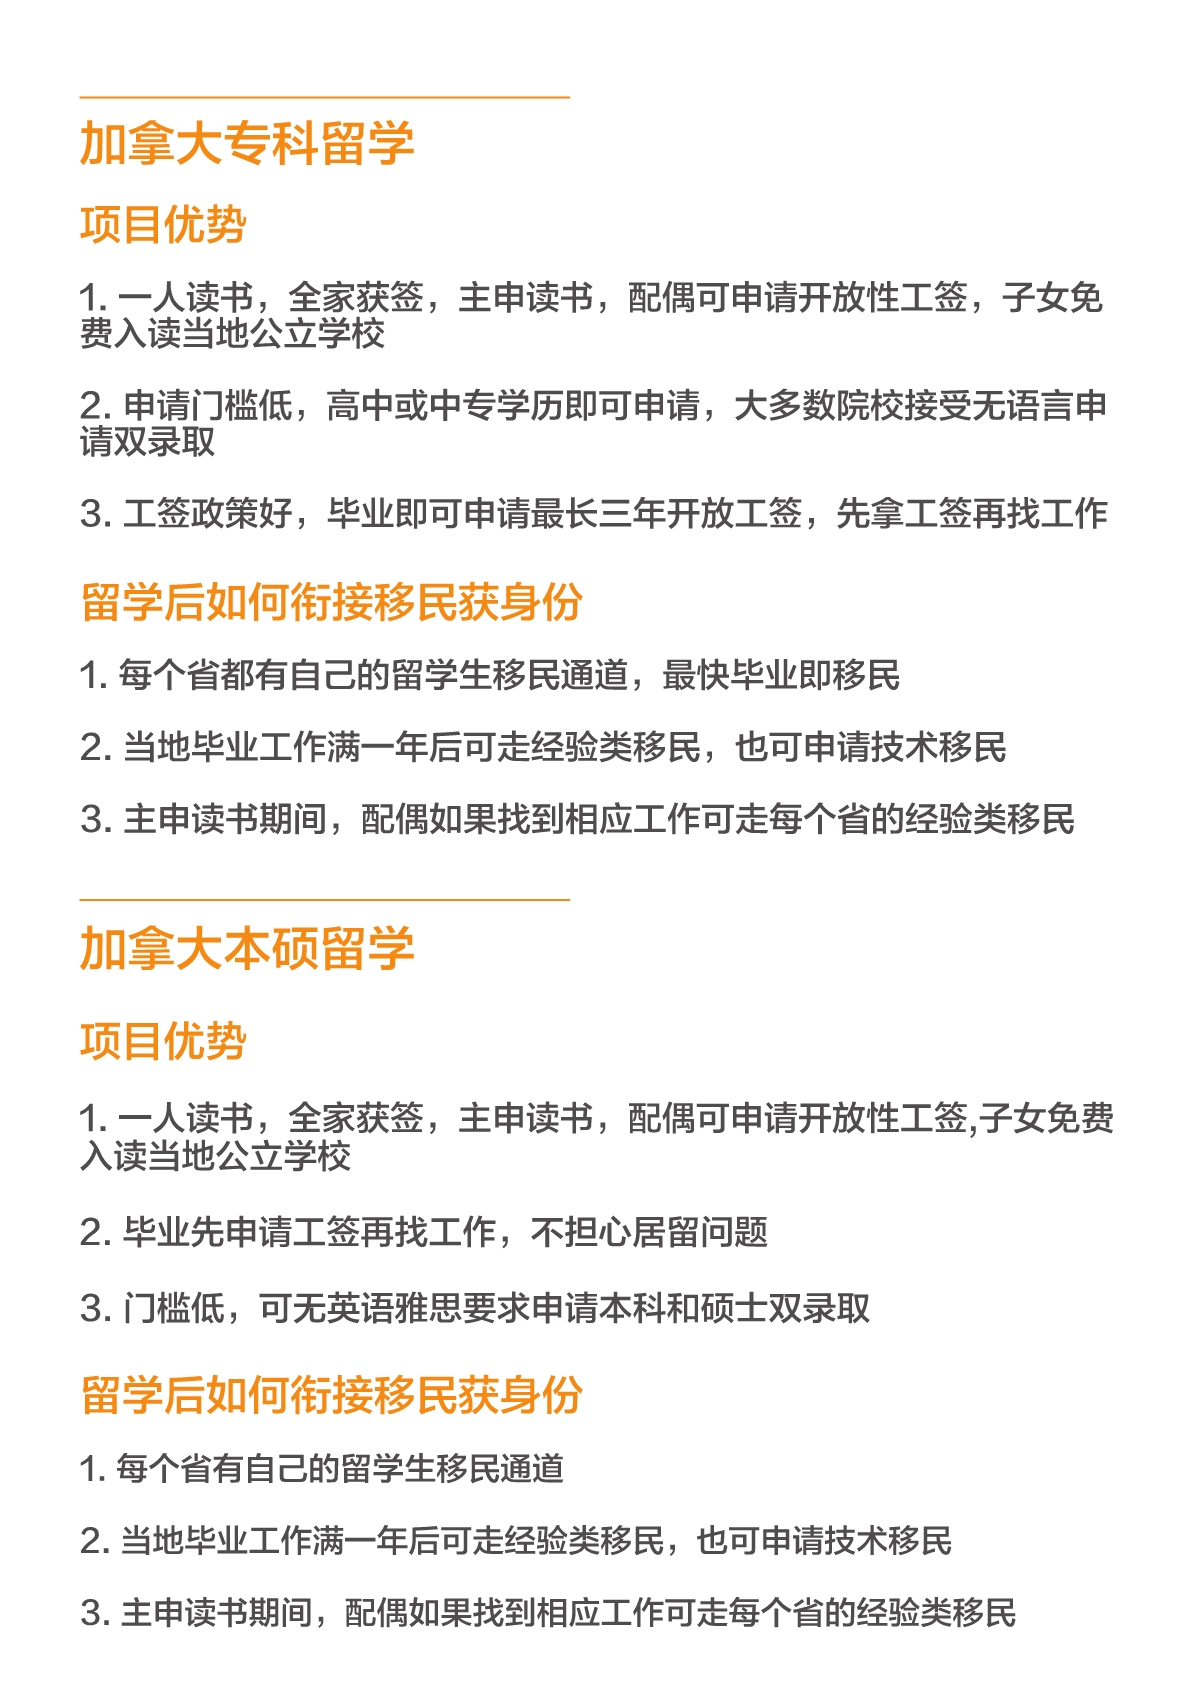 加拿大专科留学
项目优势
1. 一人读书，全家获签，主申读书，配偶可申请开放性工签，子女免
费入读当地公立学校
2. 申请门槛低，高中或中专学历即可申请，大多数院校接受无语言申
请双录取
3. 工签政策好，毕业即可申请最长三年开放工签，先拿工签再找工作
留学后如何衔接移民获身份
1. 每个省都有自己的留学生移民通道，最快毕业即移民
2. 当地毕业工作满一年后可走经验类移民，也可申请技术移民
3. 主申读书期间，配偶如果找到相应工作可走每个省的经验类移民
加拿大本硕留学
项目优势
1. 一人读书，全家获签，主申读书，配偶可申请开放性工签,子女免费
入读当地公立学校
2. 毕业先申请工签再找工作，不担心居留问题
3. 门槛低，可无英语雅思要求申请本科和硕士双录取
留学后如何衔接移民获身份
1. 每个省有自己的留学生移民通道
2. 当地毕业工作满一年后可走经验类移民，也可申请技术移民
3. 主申读书期间，配偶如果找到相应工作可走每个省的经验类移民